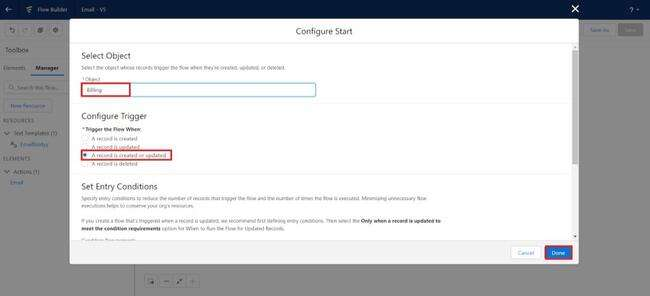 Flow Builder
Email - V5
?
Configure Start
Save As
Save
Toolbox
Elements
Manager
Search this flow...
New Resource
RESOURCES
Text Templates (1)
EmailBody
ELEMENTS
Actions (1)
Email
Select Object
Select the object whose records trigger the flow when they're created, updated, or deleted.
*Object
Billing
Configure Trigger
*Trigger the Flow When:
A record is created
A record is updated
A record is created or updated
A record is deleted
Set Entry Conditions
Specify entry conditions to reduce the number of records that trigger the flow and the number of times the flow is executed. Minimizing unnecessary flow
executions helps to conserve your org's resources.
If you create a flow that's triggered when a record is updated, we recommend first defining entry conditions. Then select the Only when a record is updated to
meet the condition requirements option for When to Run the Flow for Updated Records.
Condition Requirements
Cancel
Done